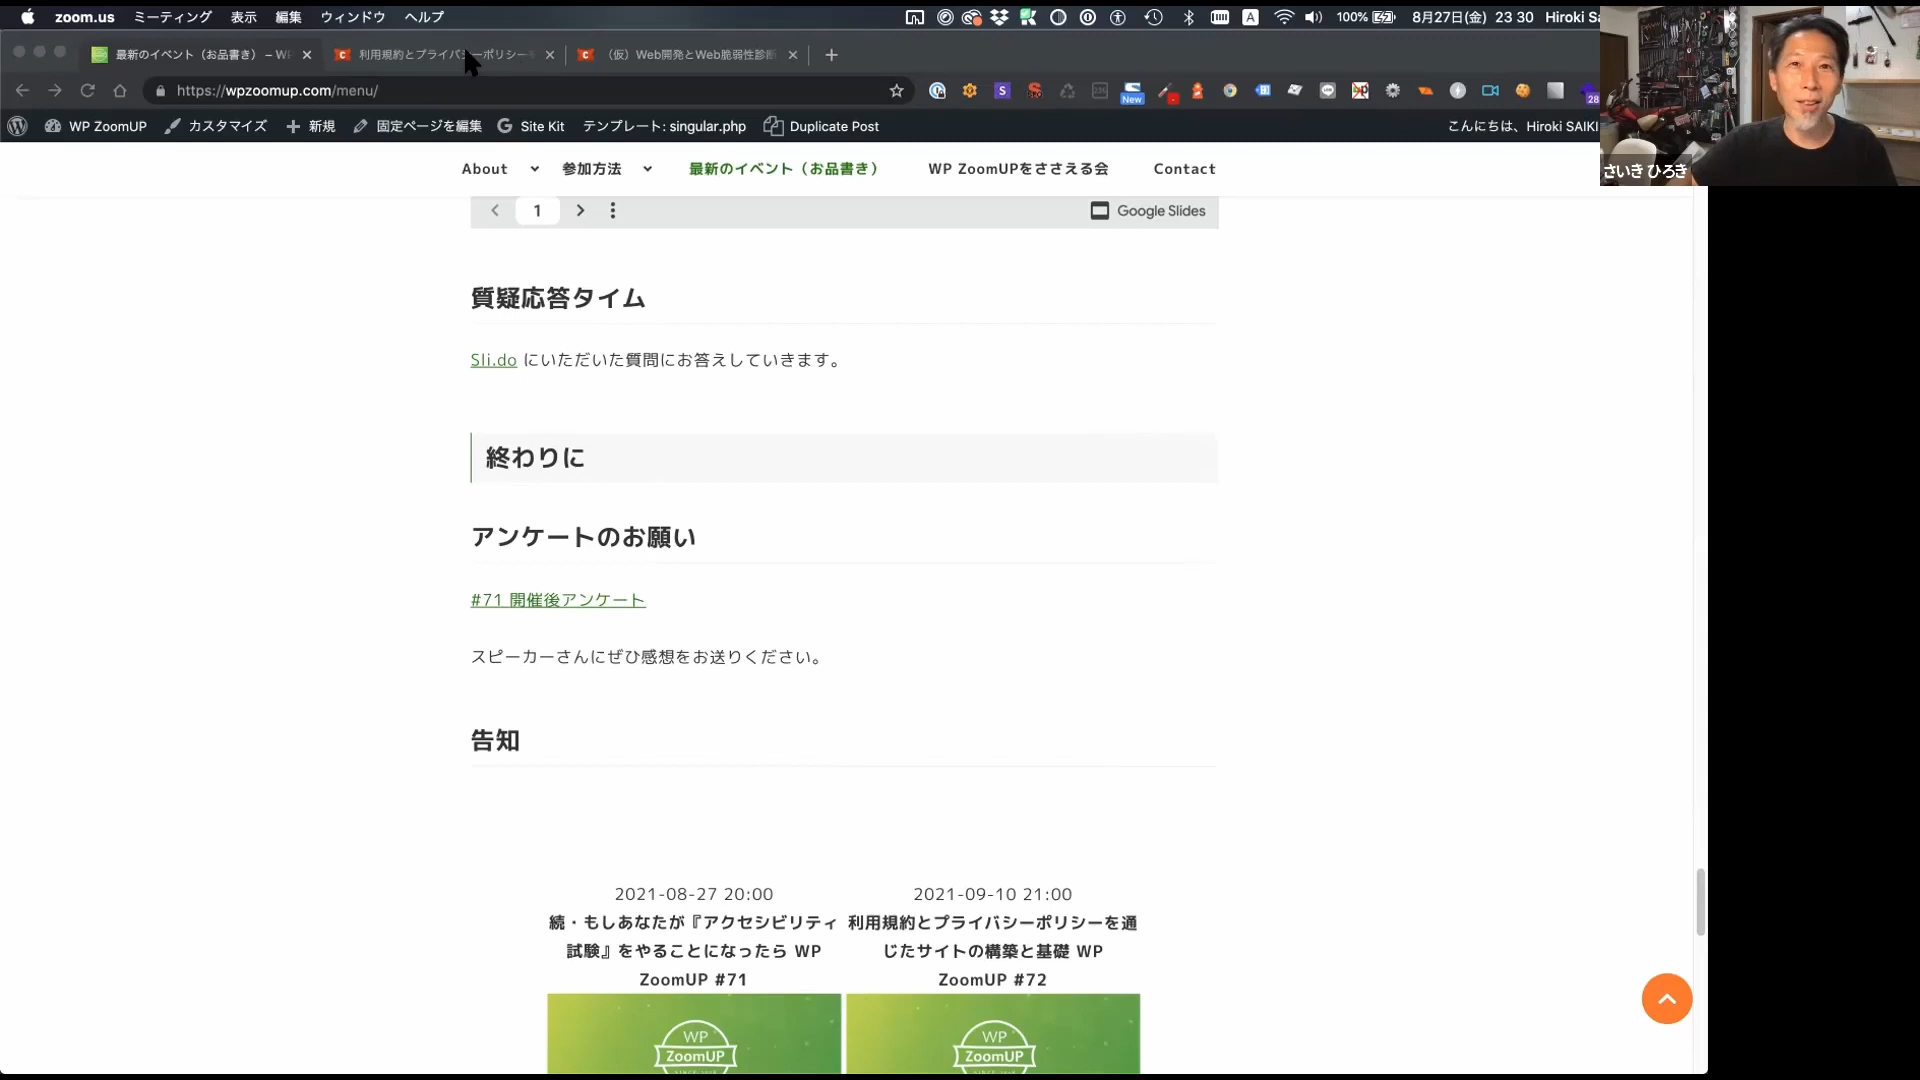 zoom.us ミーティング 表示 編集 ウィンドウ ヘルプ 100% 8月27日(金) 23 30 Hiroki Sa
最新のイベント（お品書き） – W 利用規約とプライバシーポリシー （仮）Web開発とWeb脆弱性診断
https://wpzoomup.com/menu/
New
28
WP ZoomUP カスタマイズ 新規 固定ページを編集 Site Kit テンプレート: singular.php Duplicate Post こんにちは、Hiroki SAIKI
さいき ひろき
About 参加方法 最新のイベント（お品書き） WP ZoomUPをささえる会 Contact
1 Google Slides
質疑応答タイム
Sli.do にいただいた質問にお答えしていきます。
終わりに
アンケートのお願い
#71 開催後アンケート
スピーカーさんにぜひ感想をお送りください。
告知
2021-08-27 20:00
続・もしあなたが『アクセシビリティ
試験』をやることになったら WP
ZoomUP #71
2021-09-10 21:00
利用規約とプライバシーポリシーを通
じたサイトの構築と基礎 WP
ZoomUP #72
WP
ZoomUP
WP
ZoomUP